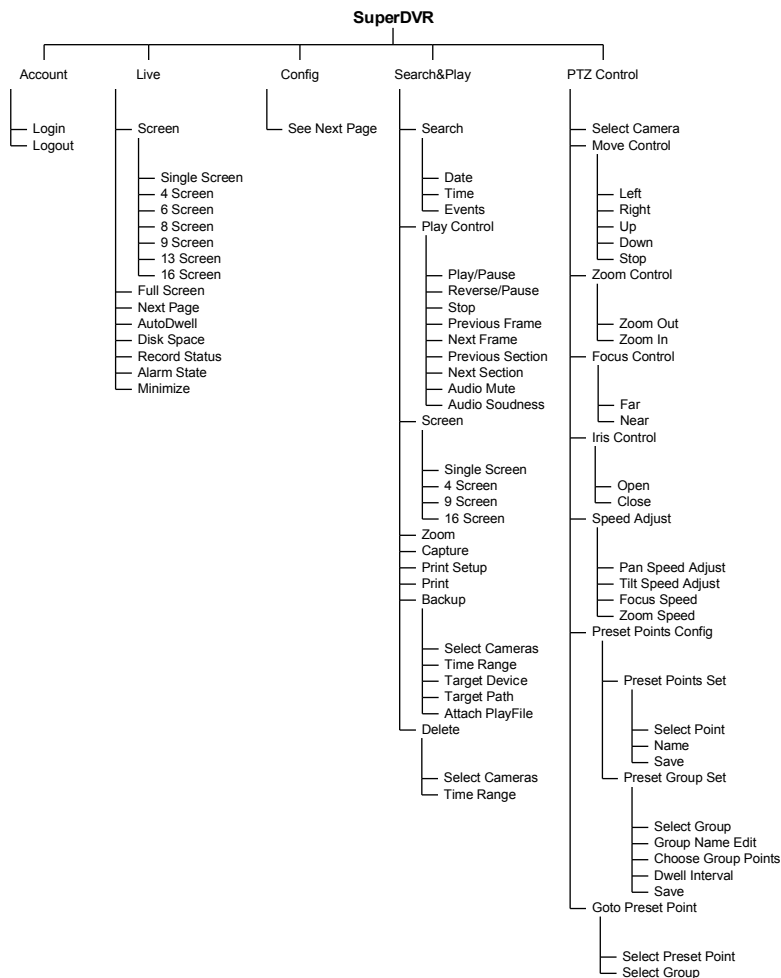 SuperDVR
Account
Login
Logout
Live
Screen
Single Screen
4 Screen
6 Screen
8 Screen
9 Screen
13 Screen
16 Screen
Full Screen
Next Page
AutoDwell
Disk Space
Record Status
Alarm State
Minimize
Config
See Next Page
Search&Play
Search
Date
Time
Events
Play Control
Play/Pause
Reverse/Pause
Stop
Previous Frame
Next Frame
Previous Section
Next Section
Audio Mute
Audio Soudness
Screen
Single Screen
4 Screen
9 Screen
16 Screen
Zoom
Capture
Print Setup
Print
Backup
Select Cameras
Time Range
Target Device
Target Path
Attach PlayFile
Delete
Select Cameras
Time Range
PTZ Control
Select Camera
Move Control
Left
Right
Up
Down
Stop
Zoom Control
Zoom Out
Zoom In
Focus Control
Far
Near
Iris Control
Open
Close
Speed Adjust
Pan Speed Adjust
Tilt Speed Adjust
Focus Speed
Zoom Speed
Preset Points Config
Preset Points Set
Select Point
Name
Save
Preset Group Set
Select Group
Group Name Edit
Choose Group Points
Dwell Interval
Save
Goto Preset Point
Select Preset Point
Select Group